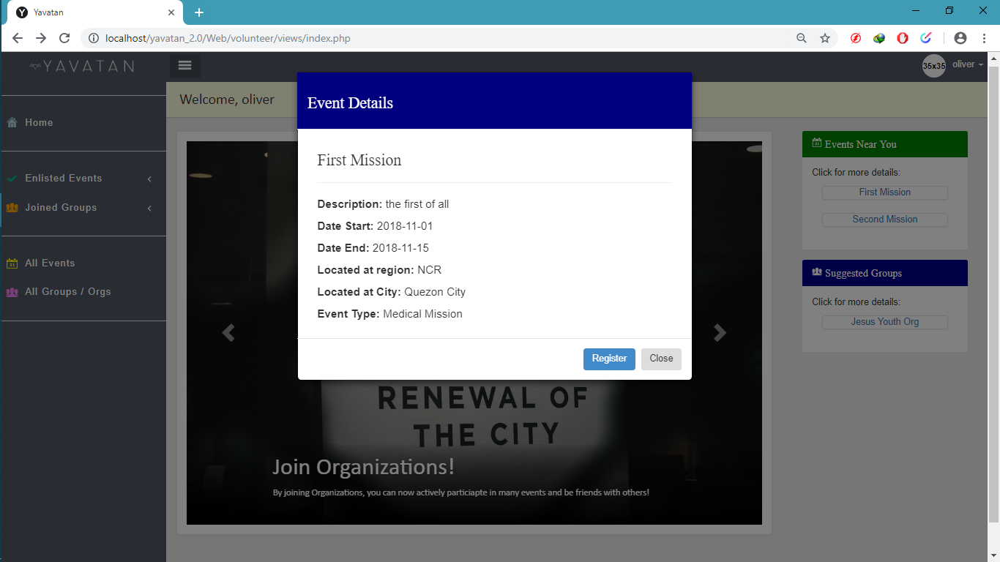 Yavatan
localhost/yavatan_2.0/Web/volunteer/views/index.php
YAVATAN
35x35
oliver
Welcome, oliver
Home
Enlisted Events
Joined Groups
All Events
All Groups / Orgs
Event Details
First Mission
Description: the first of all
Date Start: 2018-11-01
Date End: 2018-11-15
Located at region: NCR
Located at City: Quezon City
Event Type: Medical Mission
Register
Close
RENEWAL OF
THE CITY
Join Organizations!
By joining Organizations, you can now actively particiapte in many events and be friends with others!
Events Near You
Click for more details:
First Mission
Second Mission
Suggested Groups
Click for more details:
Jesus Youth Org